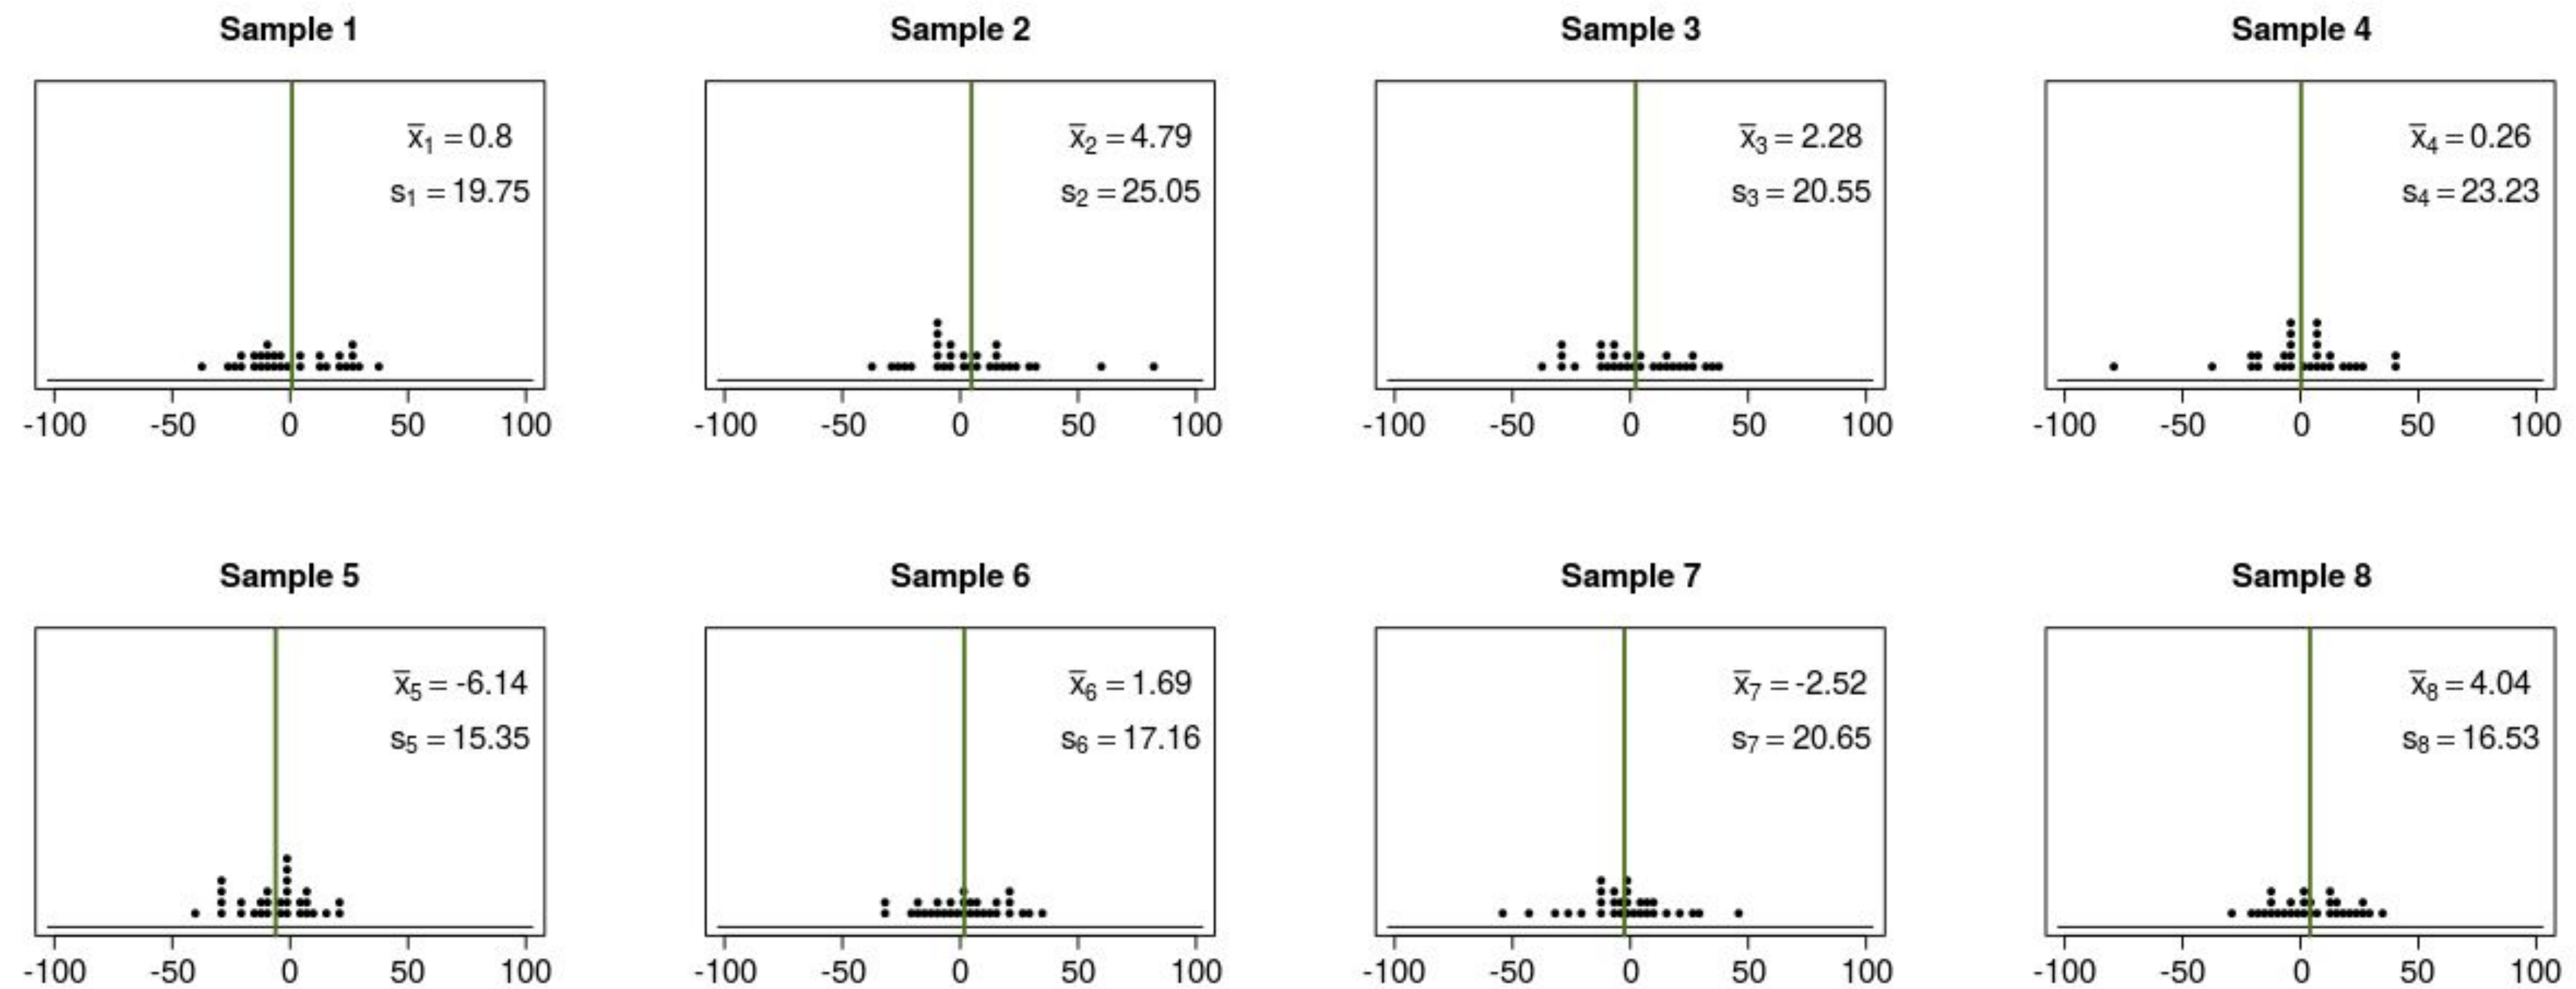 Sample 1 Sample 2 Sample 3 Sample 4
x̅₁ = 0.8 x̅₂ = 4.79 x̅₃ = 2.28 x̅₄ = 0.26
s₁ = 19.75 s₂ = 25.05 s₃ = 20.55 s₄ = 23.23
-100 -50 0 50 100 -100 -50 0 50 100 -100 -50 0 50 100 -100 -50 0 50 100
Sample 5 Sample 6 Sample 7 Sample 8
x̅₅ = -6.14 x̅₆ = 1.69 x̅₇ = -2.52 x̅₈ = 4.04
s₅ = 15.35 s₆ = 17.16 s₇ = 20.65 s₈ = 16.53
-100 -50 0 50 100 -100 -50 0 50 100 -100 -50 0 50 100 -100 -50 0 50 100